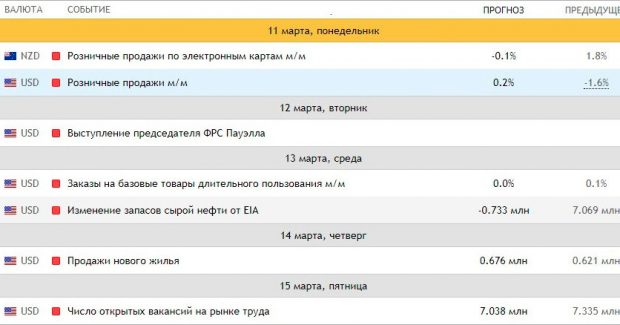 ВАЛЮТА СОБЫТИЕ ПРОГНОЗ ПРЕДЫДУЩЕ
11 марта, понедельник
NZD Розничные продажи по электронным картам м/м -0.1% 1.8%
USD Розничные продажи м/м 0.2% -1.6%
12 марта, вторник
USD Выступление председателя ФРС Пауэлла
13 марта, среда
USD Заказы на базовые товары длительного пользования м/м 0.0% 0.1%
USD Изменение запасов сырой нефти от EIA -0.733 млн 7.069 млн
14 марта, четверг
USD Продажи нового жилья 0.676 млн 0.621 млн
15 марта, пятница
USD Число открытых вакансий на рынке труда 7.038 млн 7.335 млн